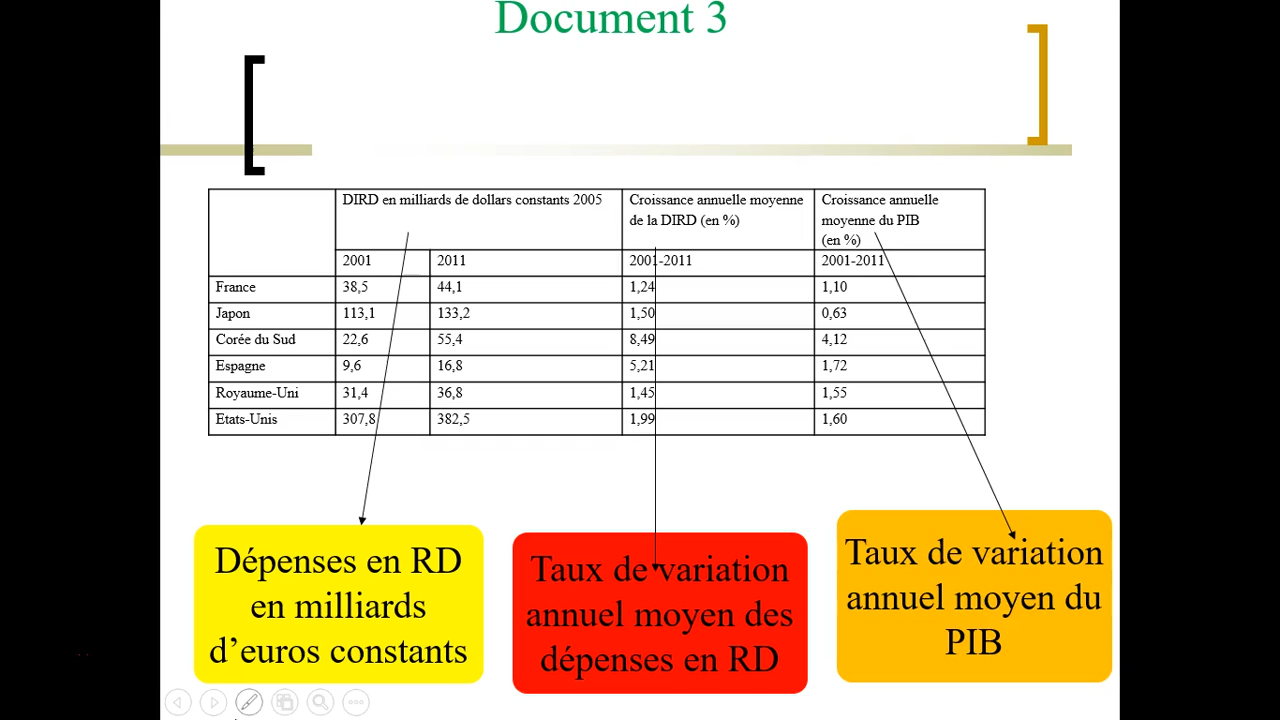 Document 3
DIRD en milliards de dollars constants 2005
Croissance annuelle moyenne
de la DIRD (en %)
Croissance annuelle
moyenne du PIB
(en %)
2001 2011 2001-2011 2001-2011
France 38,5 44,1 1,24 1,10
Japon 113,1 133,2 1,50 0,63
Corée du Sud 22,6 55,4 8,49 4,12
Espagne 9,6 16,8 5,21 1,72
Royaume-Uni 31,4 36,8 1,45 1,55
Etats-Unis 307,8 382,5 1,99 1,60
Dépenses en RD
en milliards
d’euros constants
Taux de variation
annuel moyen des
dépenses en RD
Taux de variation
annuel moyen du
PIB